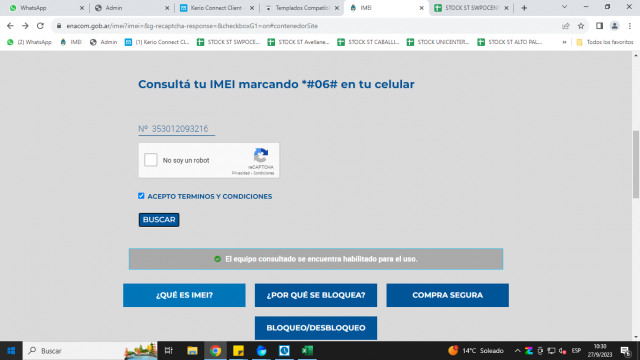 WhatsApp
Admin
Kerio Connect Client
Templados Compatib
IMEI
STOCK ST SWPOCENT
enacom.gob.ar/imei?imei=&g-recaptcha-response=&checkboxG1=on#contenedorSite
(2) WhatsApp
IMEI
Admin
(1) Kerio Connect Cl...
STOCK ST SWPOCE...
STOCK ST Avellane...
STOCK ST CABALLI...
STOCK UNICENTER...
STOCK ST ALTO PAL...
»
Todos los favoritos
Consultá tu IMEI marcando *#06# en tu celular
Nº 353012093216
No soy un robot
reCAPTCHA
Privacidad - Condiciones
ACEPTO TERMINOS Y CONDICIONES
BUSCAR
El equipo consultado se encuentra habilitado para el uso.
¿QUÉ ES IMEI?
¿POR QUÉ SE BLOQUEA?
COMPRA SEGURA
BLOQUEO/DESBLOQUEO
Buscar
14°C Soleado
ESP
10:30
27/9/2023